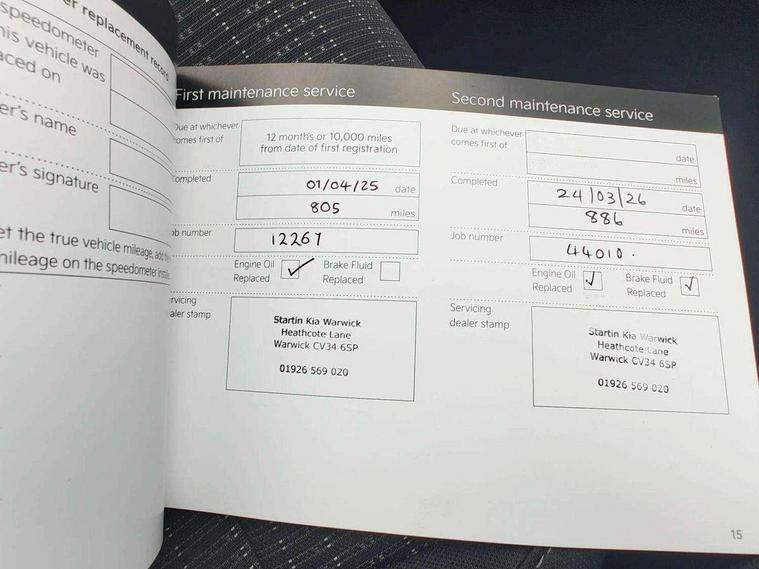 er replacement record
speedometer
his vehicle was
aced on
er's name
er's signature
et the true vehicle mileage, add
mileage on the speedometer
First maintenance service
Due at whichever
comes first of
12 months or 10,000 miles
from date of first registration
Completed
01/04/25 date
805 miles
Job number
12267
Engine Oil
Replaced ✓
Brake Fluid
Replaced
Servicing
dealer stamp
Startin Kia Warwick
Heathcote Lane
Warwick CV34 6SP
01926 569 020
Second maintenance service
Due at whichever
comes first of
date
miles
Completed
24/03/26 date
886 miles
Job number
44010.
Engine Oil
Replaced ✓
Brake Fluid
Replaced ✓
Servicing
dealer stamp
Startin Kia Warwick
Heathcote Lane
Warwick CV34 6SP
01926 569 020
15